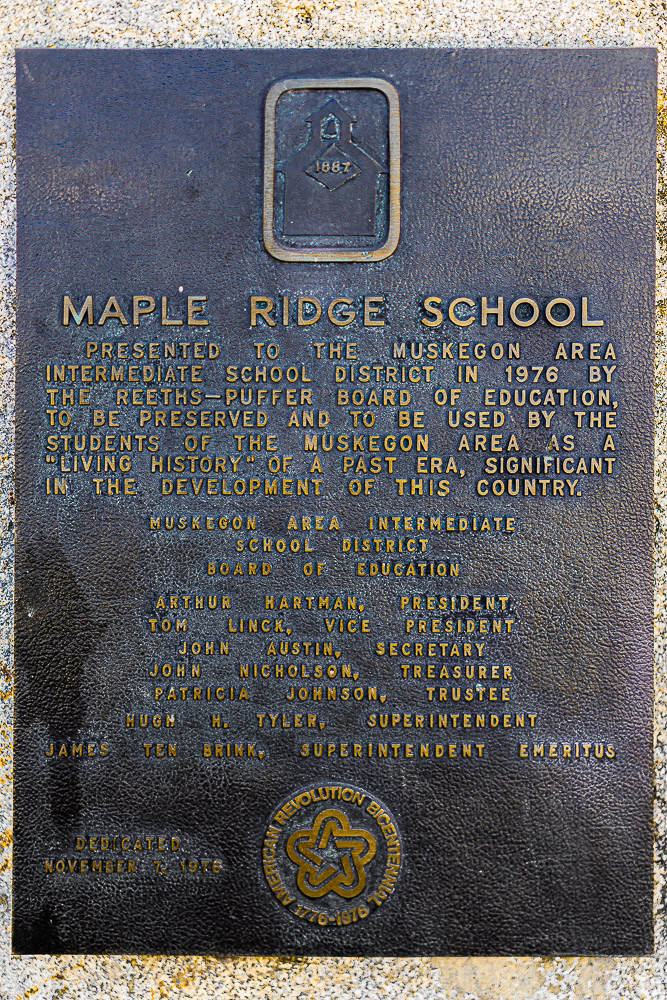 1887
MAPLE RIDGE SCHOOL
PRESENTED TO THE MUSKEGON AREA
INTERMEDIATE SCHOOL DISTRICT IN 1976 BY
THE REETHS-PUFFER BOARD OF EDUCATION,
TO BE PRESERVED AND TO BE USED BY THE
STUDENTS OF THE MUSKEGON AREA AS A
"LIVING HISTORY" OF A PAST ERA, SIGNIFICANT
IN THE DEVELOPMENT OF THIS COUNTRY.
MUSKEGON AREA INTERMEDIATE
SCHOOL DISTRICT
BOARD OF EDUCATION
ARTHUR HARTMAN, PRESIDENT
TOM LINCK, VICE PRESIDENT
JOHN AUSTIN, SECRETARY
JOHN NICHOLSON, TREASURER
PATRICIA JOHNSON, TRUSTEE
HUGH H. TYLER, SUPERINTENDENT
JAMES TEN BRINK, SUPERINTENDENT EMERITUS
DEDICATED
NOVEMBER 7, 1976
AMERICAN REVOLUTION BICENTENNIAL
1776-1976